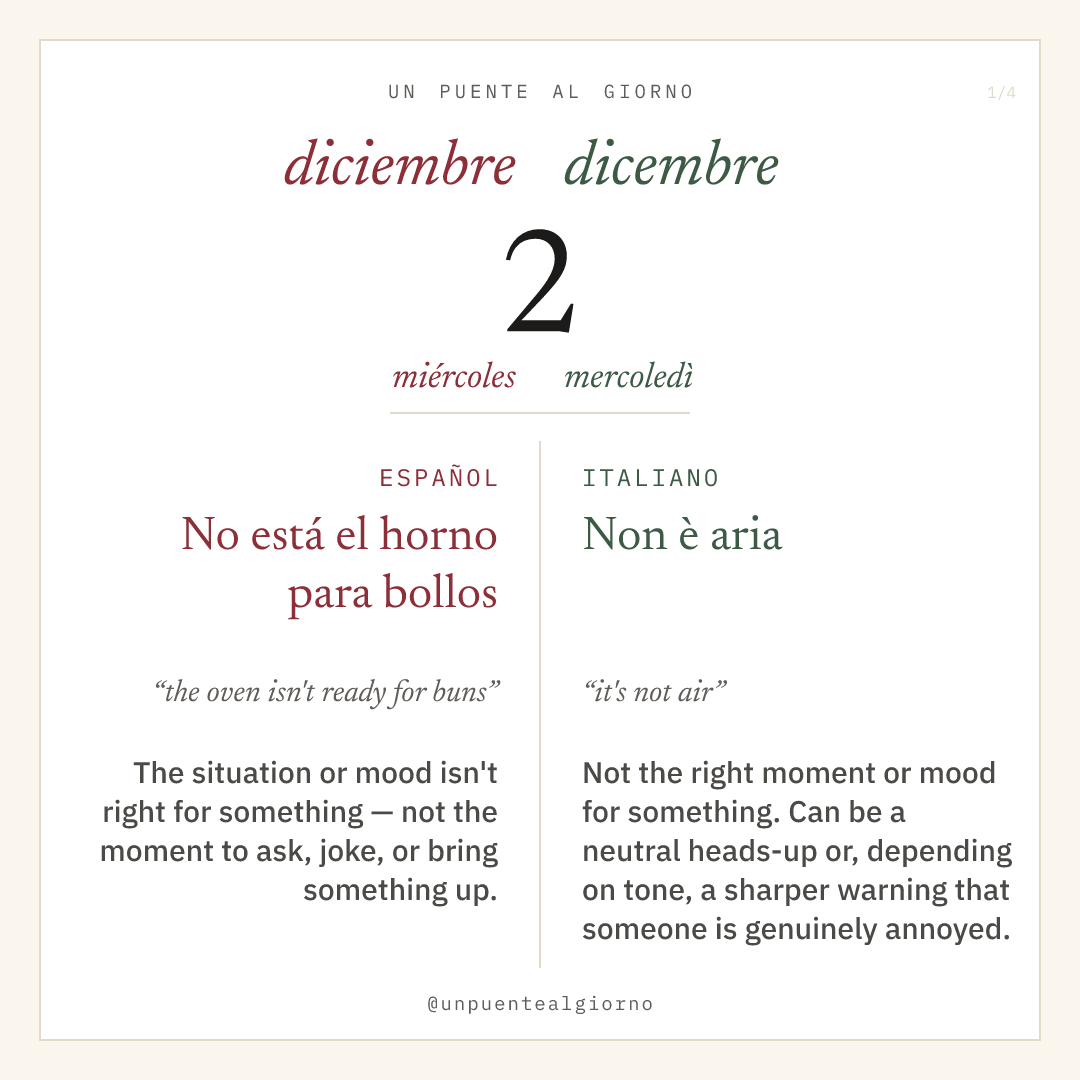 UN PUENTE AL GIORNO
1/4
diciembre dicembre
2
miércoles mercoledì
ESPAÑOL
No está el horno
para bollos
“the oven isn't ready for buns”
The situation or mood isn't
right for something — not the
moment to ask, joke, or bring
something up.
ITALIANO
Non è aria
“it's not air”
Not the right moment or mood
for something. Can be a
neutral heads-up or, depending
on tone, a sharper warning that
someone is genuinely annoyed.
@unpuentealgiorno